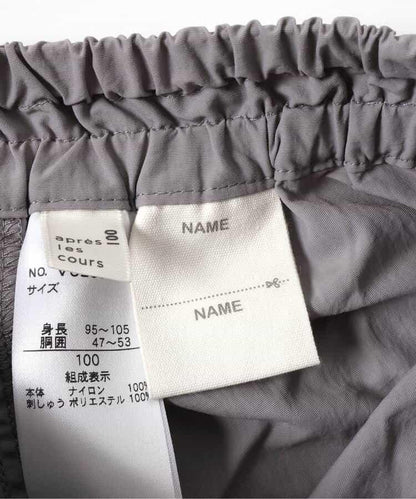 après
les
cours
100
NAME
NAME
NO.
サイズ
身長 95～105
胴囲 47～53
100
組成表示
本体 ナイロン 100%
刺しゅう ポリエステル 100%